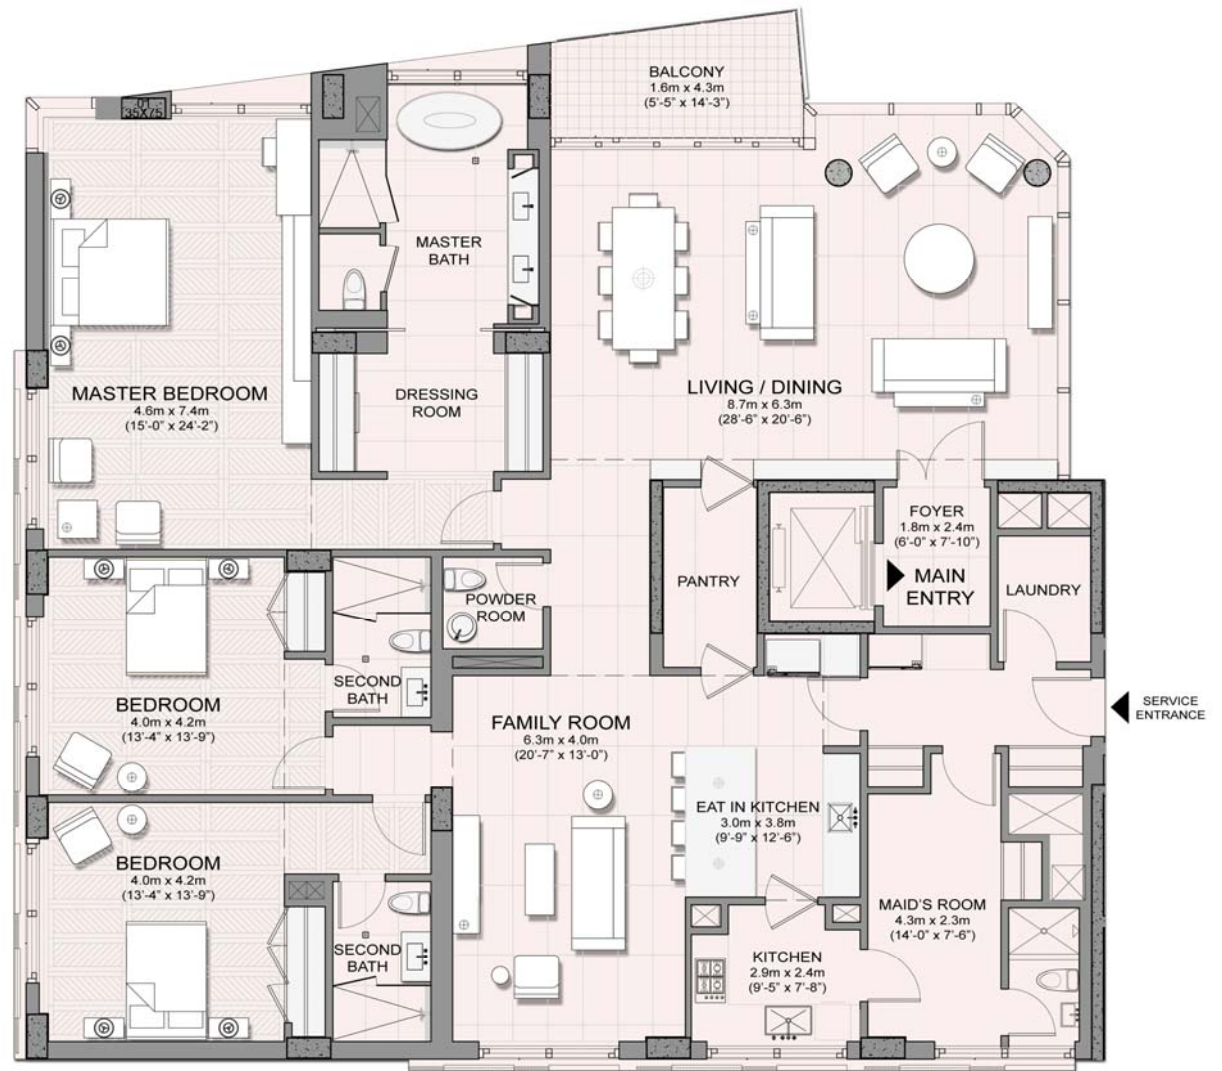 BALCONY
1.6m x 4.3m
(5'-5" x 14'-3")
01
35X75
MASTER
BATH
MASTER BEDROOM
4.6m x 7.4m
(15'-0" x 24'-2")
DRESSING
ROOM
LIVING / DINING
8.7m x 6.3m
(28'-6" x 20'-6")
FOYER
1.8m x 2.4m
(6'-0" x 7'-10")
MAIN
ENTRY
PANTRY
LAUNDRY
POWDER
ROOM
SECOND
BATH
BEDROOM
4.0m x 4.2m
(13'-4" x 13'-9")
FAMILY ROOM
6.3m x 4.0m
(20'-7" x 13'-0")
SERVICE
ENTRANCE
EAT IN KITCHEN
3.0m x 3.8m
(9'-9" x 12'-6")
BEDROOM
4.0m x 4.2m
(13'-4" x 13'-9")
MAID'S ROOM
4.3m x 2.3m
(14'-0" x 7'-6")
SECOND
BATH
KITCHEN
2.9m x 2.4m
(9'-5" x 7'-8")